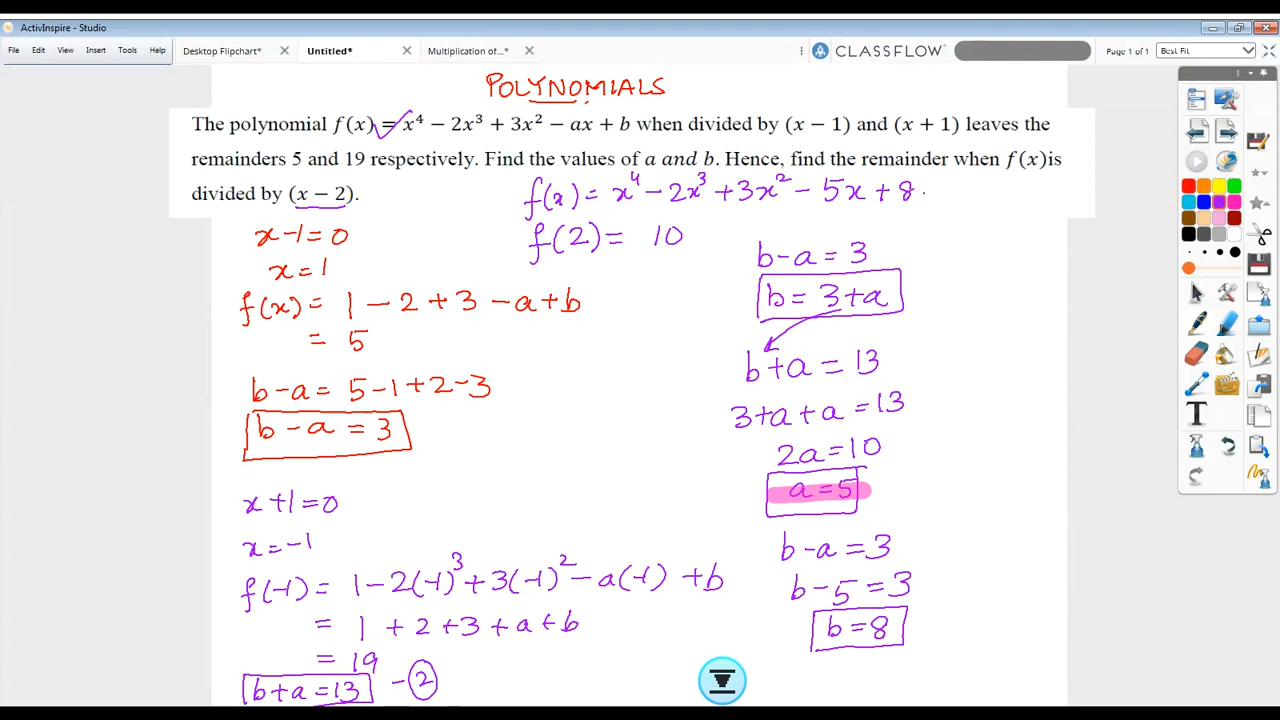 ActivInspire - Studio
File Edit View Insert Tools Help
Desktop Flipchart* Untitled* Multiplication of...* CLASSFLOW Page 1 of 1 Best Fit
POLYNOMIALS
The polynomial f(x) = x⁴ − 2x³ + 3x² − ax + b when divided by (x − 1) and (x + 1) leaves the
remainders 5 and 19 respectively. Find the values of a and b. Hence, find the remainder when f(x)is
divided by (x − 2).
f(x) = x⁴ − 2x³ + 3x² − 5x + 8.
f(2) = 10
x−1=0
x=1
f(x) = 1 − 2 + 3 − a + b
= 5
b−a = 5−1+2−3
b−a = 3
x+1=0
x=−1
f(−1) = 1−2(−1)³+3(−1)²−a(−1) +b
= 1 + 2 +3 + a + b
= 19
b+a=13 − 2
b−a=3
b= 3+a
b+a=13
3+a+a=13
2a=10
a=5
b−a=3
b−5=3
b=8
T